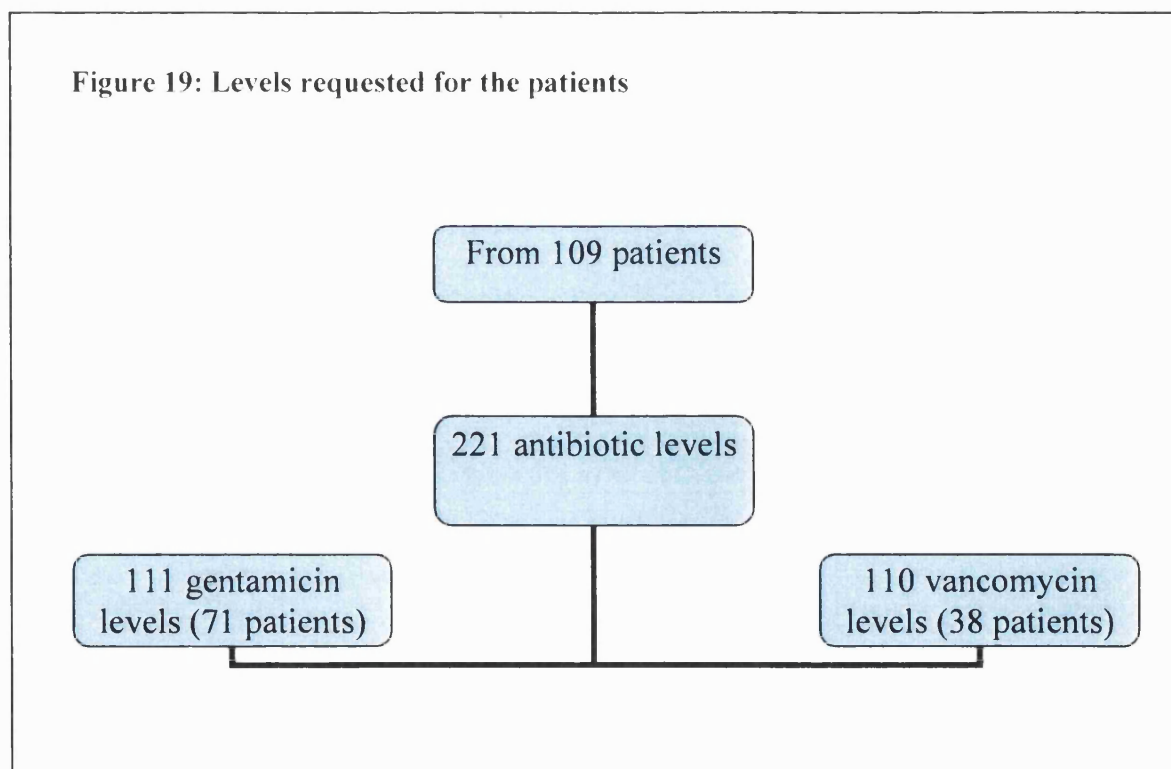 Figure 19: Levels requested for the patients
From 109 patients
221 antibiotic levels
111 gentamicin
levels (71 patients)
110 vancomycin
levels (38 patients)